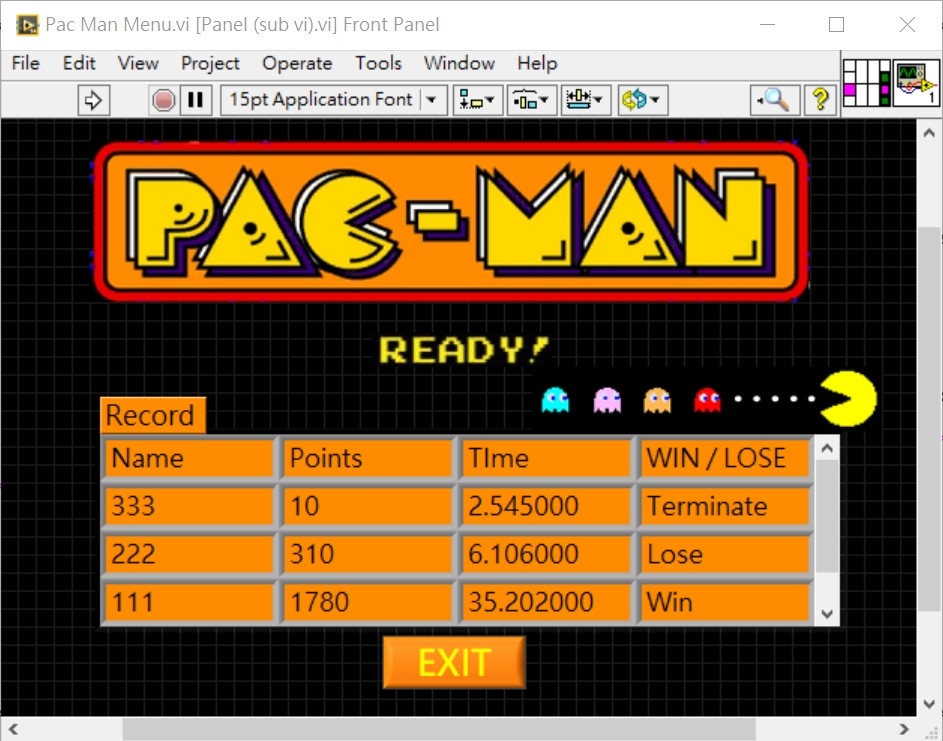 Pac Man Menu.vi [Panel (sub vi).vi] Front Panel
File Edit View Project Operate Tools Window Help
15pt Application Font
?
1
PAC-MAN
READY!
Record
Name Points TIme WIN / LOSE
333 10 2.545000 Terminate
222 310 6.106000 Lose
111 1780 35.202000 Win
EXIT